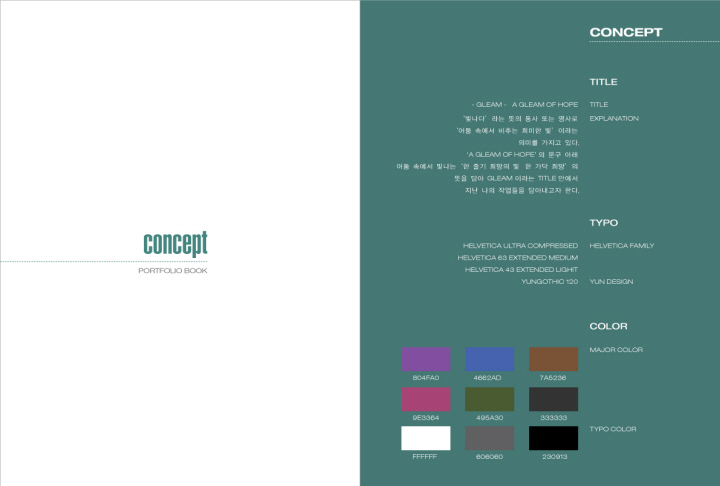 concept
PORTFOLIO BOOK
CONCEPT
TITLE
- GLEAM - A GLEAM OF HOPE TITLE
'빛나다' 라는 뜻의 동사 또는 명사로 EXPLANATION
'어둠 속에서 비추는 희미한 빛' 이라는
의미를 가지고 있다.
'A GLEAM OF HOPE' 의 문구 아래
어둠 속에서 빛나는 '한 줄기 희망의 빛 한 가닥 희망' 의
뜻을 담아 GLEAM 이라는 TITLE 안에서
지난 나의 작업들을 담아내고자 한다.
TYPO
HELVETICA ULTRA COMPRESSED HELVETICA FAMILY
HELVETICA 63 EXTENDED MEDIUM
HELVETICA 43 EXTENDED LIGHIT
YUNGOTHIC 120 YUN DESIGN
COLOR
MAJOR COLOR
804FA0 4662AD 7A5236
9E3364 495A30 333333
TYPO COLOR
FFFFFF 606060 230913